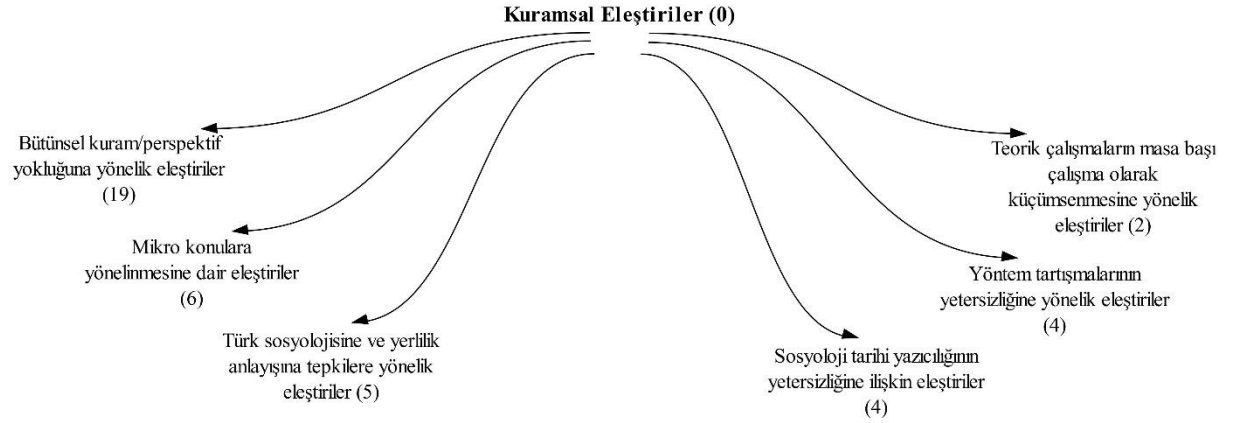 Kuramsal Eleştiriler (0)
Bütünsel kuram/perspektif
yokluğuna yönelik eleştiriler
(19)
Mikro konulara
yönelinmesine dair eleştiriler
(6)
Türk sosyolojisine ve yerlilik
anlayışına tepkilere yönelik
eleştiriler (5)
Sosyoloji tarihi yazıcılığının
yetersizliğine ilişkin eleştiriler
(4)
Yöntem tartışmalarının
yetersizliğine yönelik eleştiriler
(4)
Teorik çalışmaların masa başı
çalışma olarak
küçümsenmesine yönelik
eleştiriler (2)